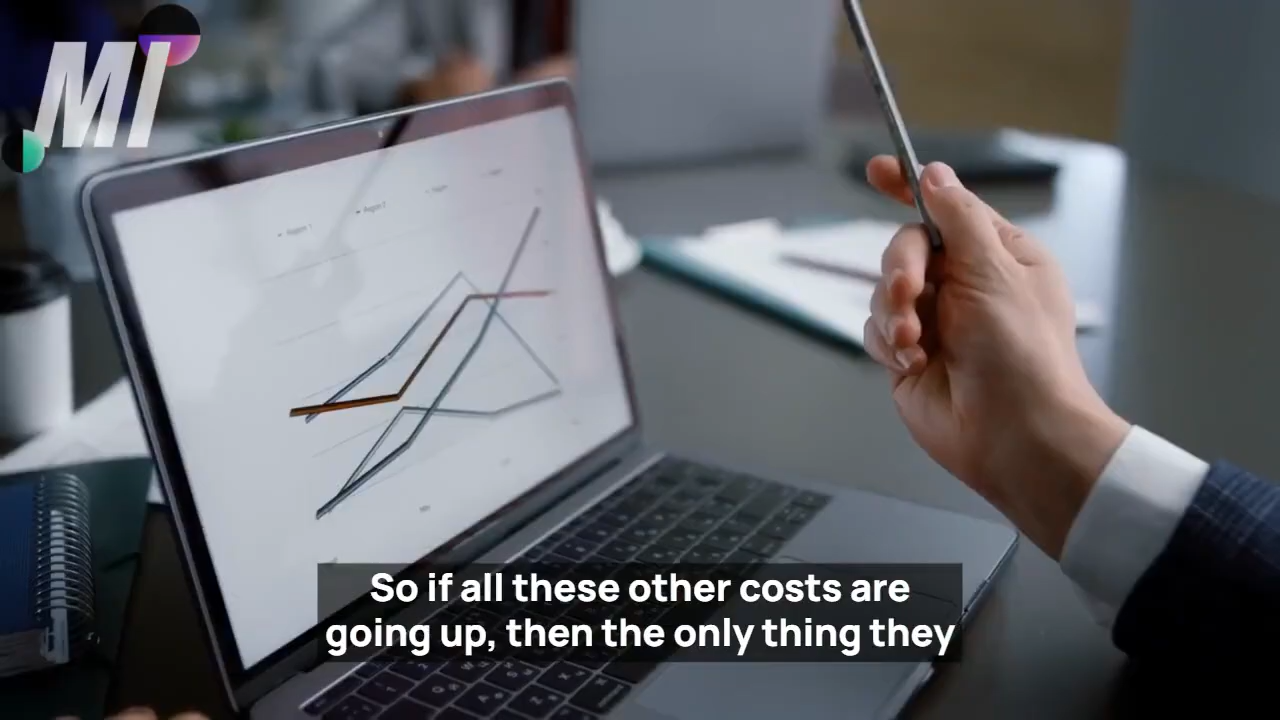 MI
So if all these other costs are
going up, then the only thing they